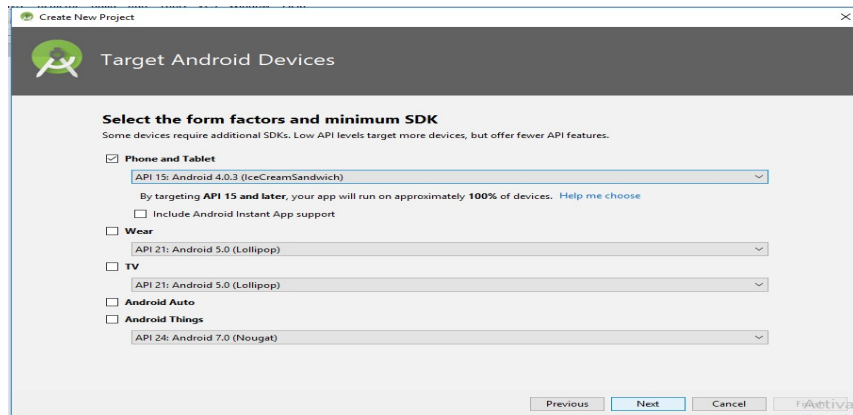 Create New Project
Target Android Devices
Select the form factors and minimum SDK
Some devices require additional SDKs. Low API levels target more devices, but offer fewer API features.
Phone and Tablet
API 15: Android 4.0.3 (IceCreamSandwich)
By targeting API 15 and later, your app will run on approximately 100% of devices. Help me choose
Include Android Instant App support
Wear
API 21: Android 5.0 (Lollipop)
TV
API 21: Android 5.0 (Lollipop)
Android Auto
Android Things
API 24: Android 7.0 (Nougat)
Previous Next Cancel